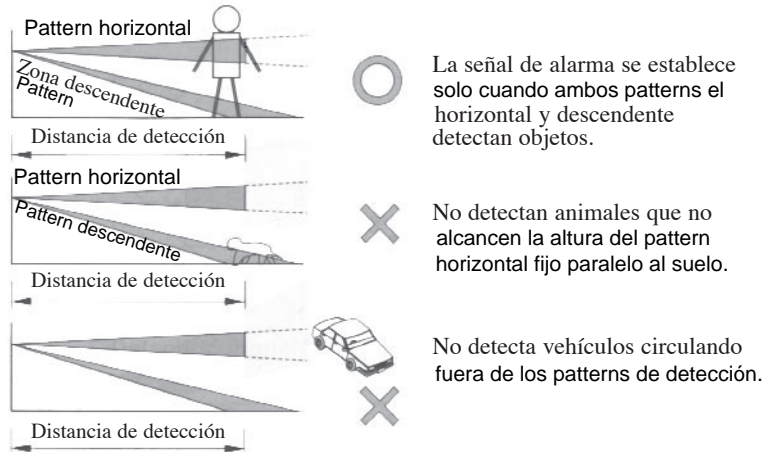 Pattern horizontal
Zona descendente
Pattern
Distancia de detección
La señal de alarma se establece
solo cuando ambos patterns el
horizontal y descendente
detectan objetos.
Pattern horizontal
Pattern descendente
Distancia de detección
No detectan animales que no
alcancen la altura del pattern
horizontal fijo paralelo al suelo.
Distancia de detección
No detecta vehículos circulando
fuera de los patterns de detección.